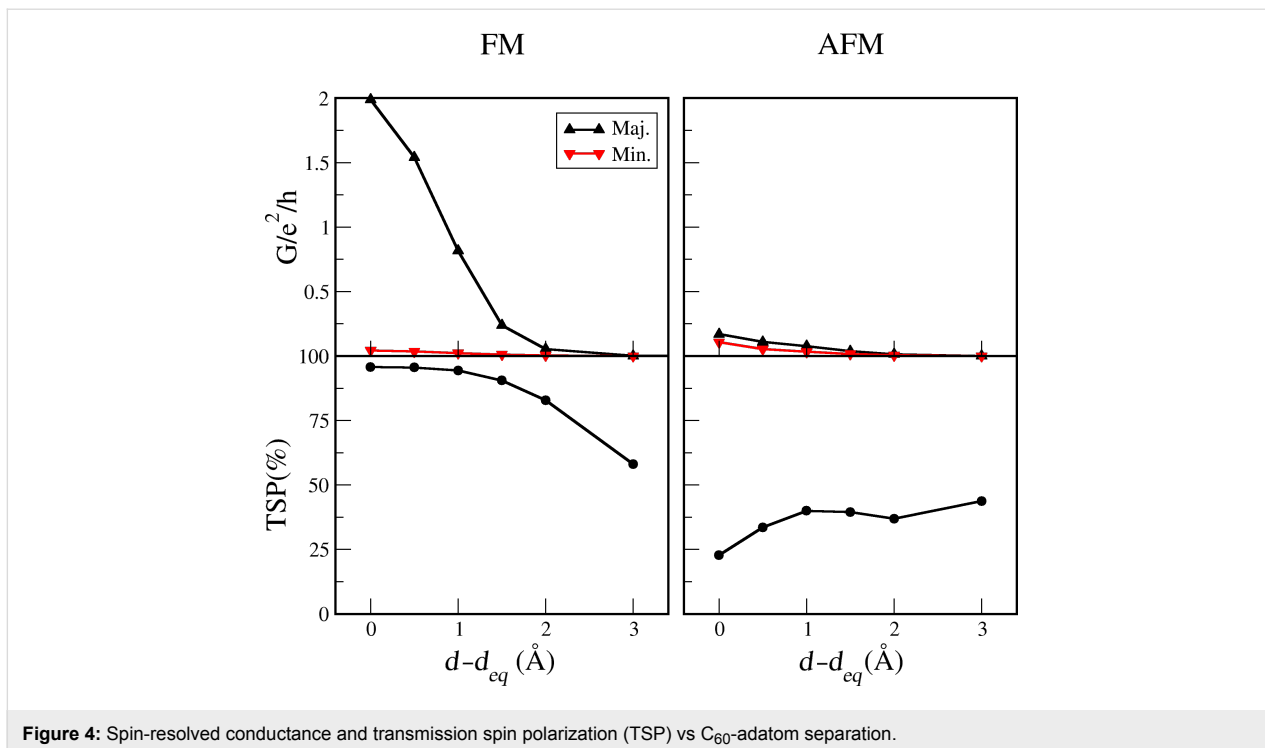 FM
AFM
G/e²/h
2
1.5
1
0.5
Maj.
Min.
TSP(%)
100
75
50
25
0
0 1 2 3
0 1 2 3
d-d_eq (Å)
d-d_eq (Å)
Figure 4: Spin-resolved conductance and transmission spin polarization (TSP) vs C₆₀-adatom separation.